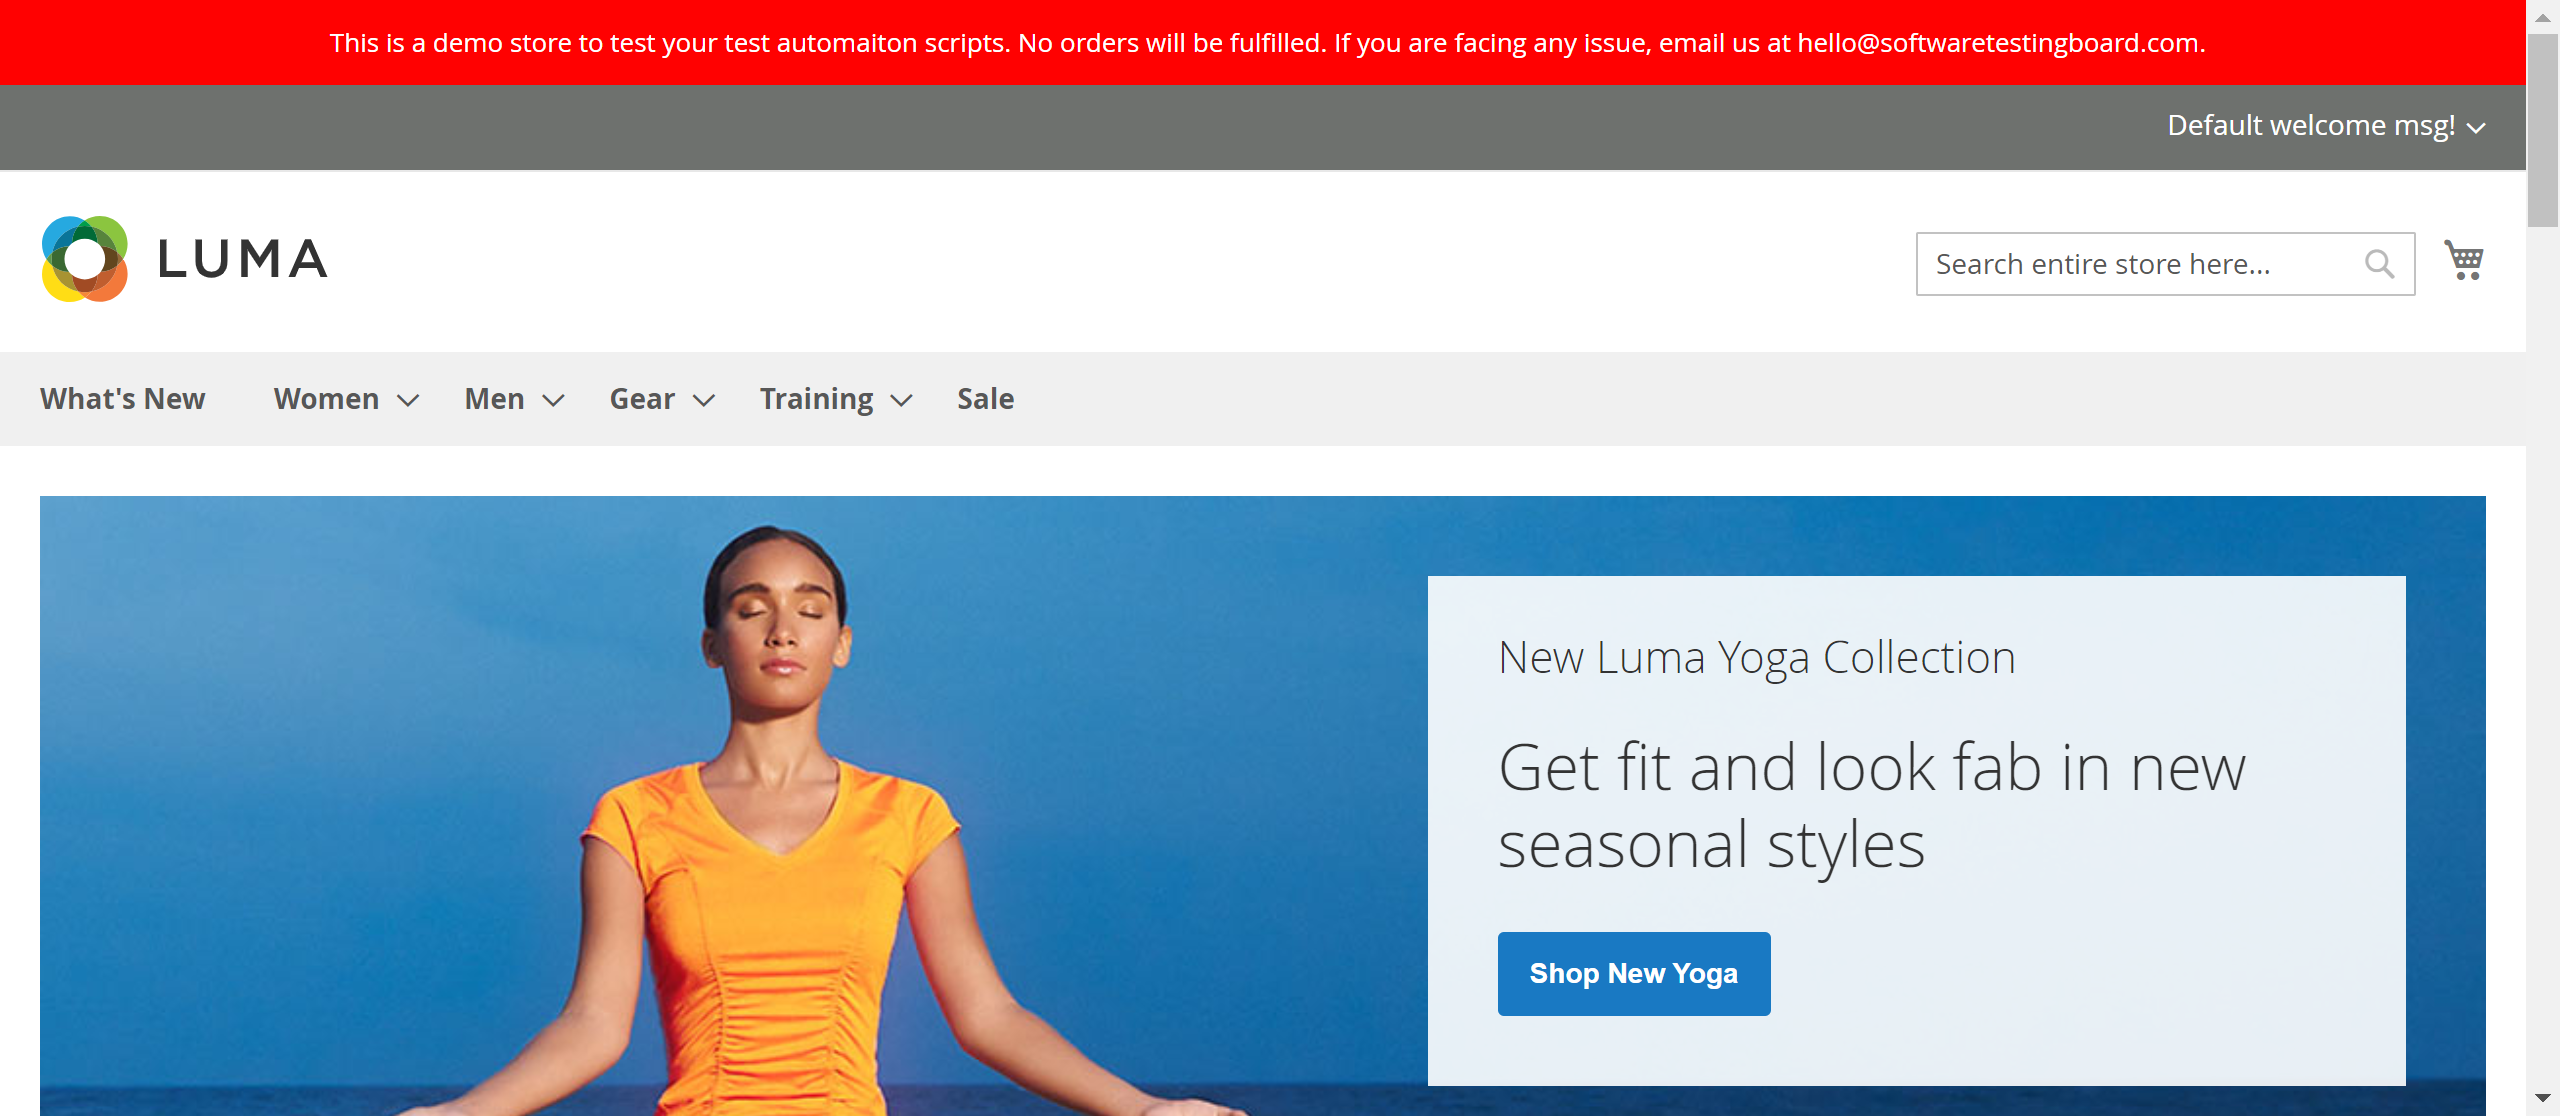 This is a demo store to test your test automaiton scripts. No orders will be fulfilled. If you are facing any issue, email us at hello@softwaretestingboard.com.
Default welcome msg!
LUMA
Search entire store here...
What's New Women Men Gear Training Sale
New Luma Yoga Collection
Get fit and look fab in new
seasonal styles
Shop New Yoga